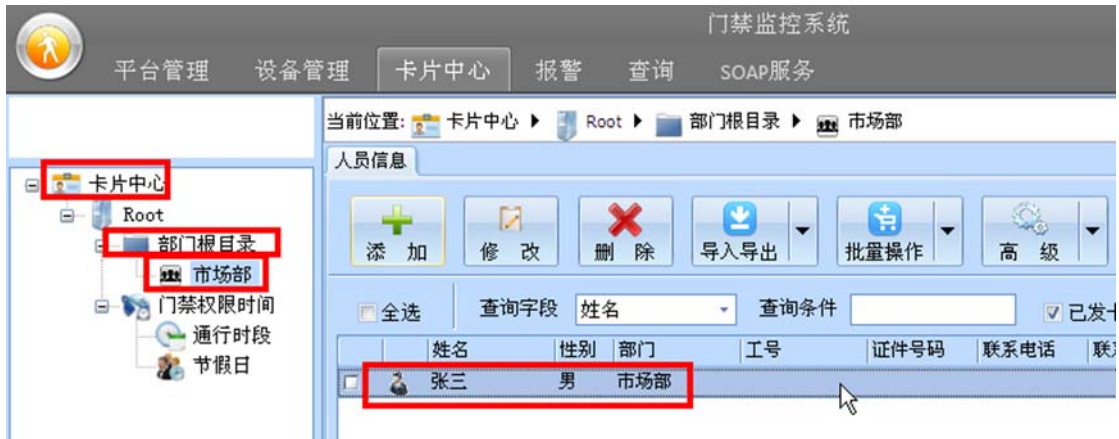 门禁监控系统
平台管理 设备管理 卡片中心 报警 查询 SOAP服务
当前位置: 卡片中心 Root 部门根目录 市场部
人员信息
卡片中心
Root
部门根目录
市场部
门禁权限时间
通行时段
节假日
添 加 修 改 删 除 导入导出 批量操作 高 级
全选 查询字段 姓名 查询条件 已发卡
姓名 性别 部门 工号 证件号码 联系电话 联系
张三 男 市场部